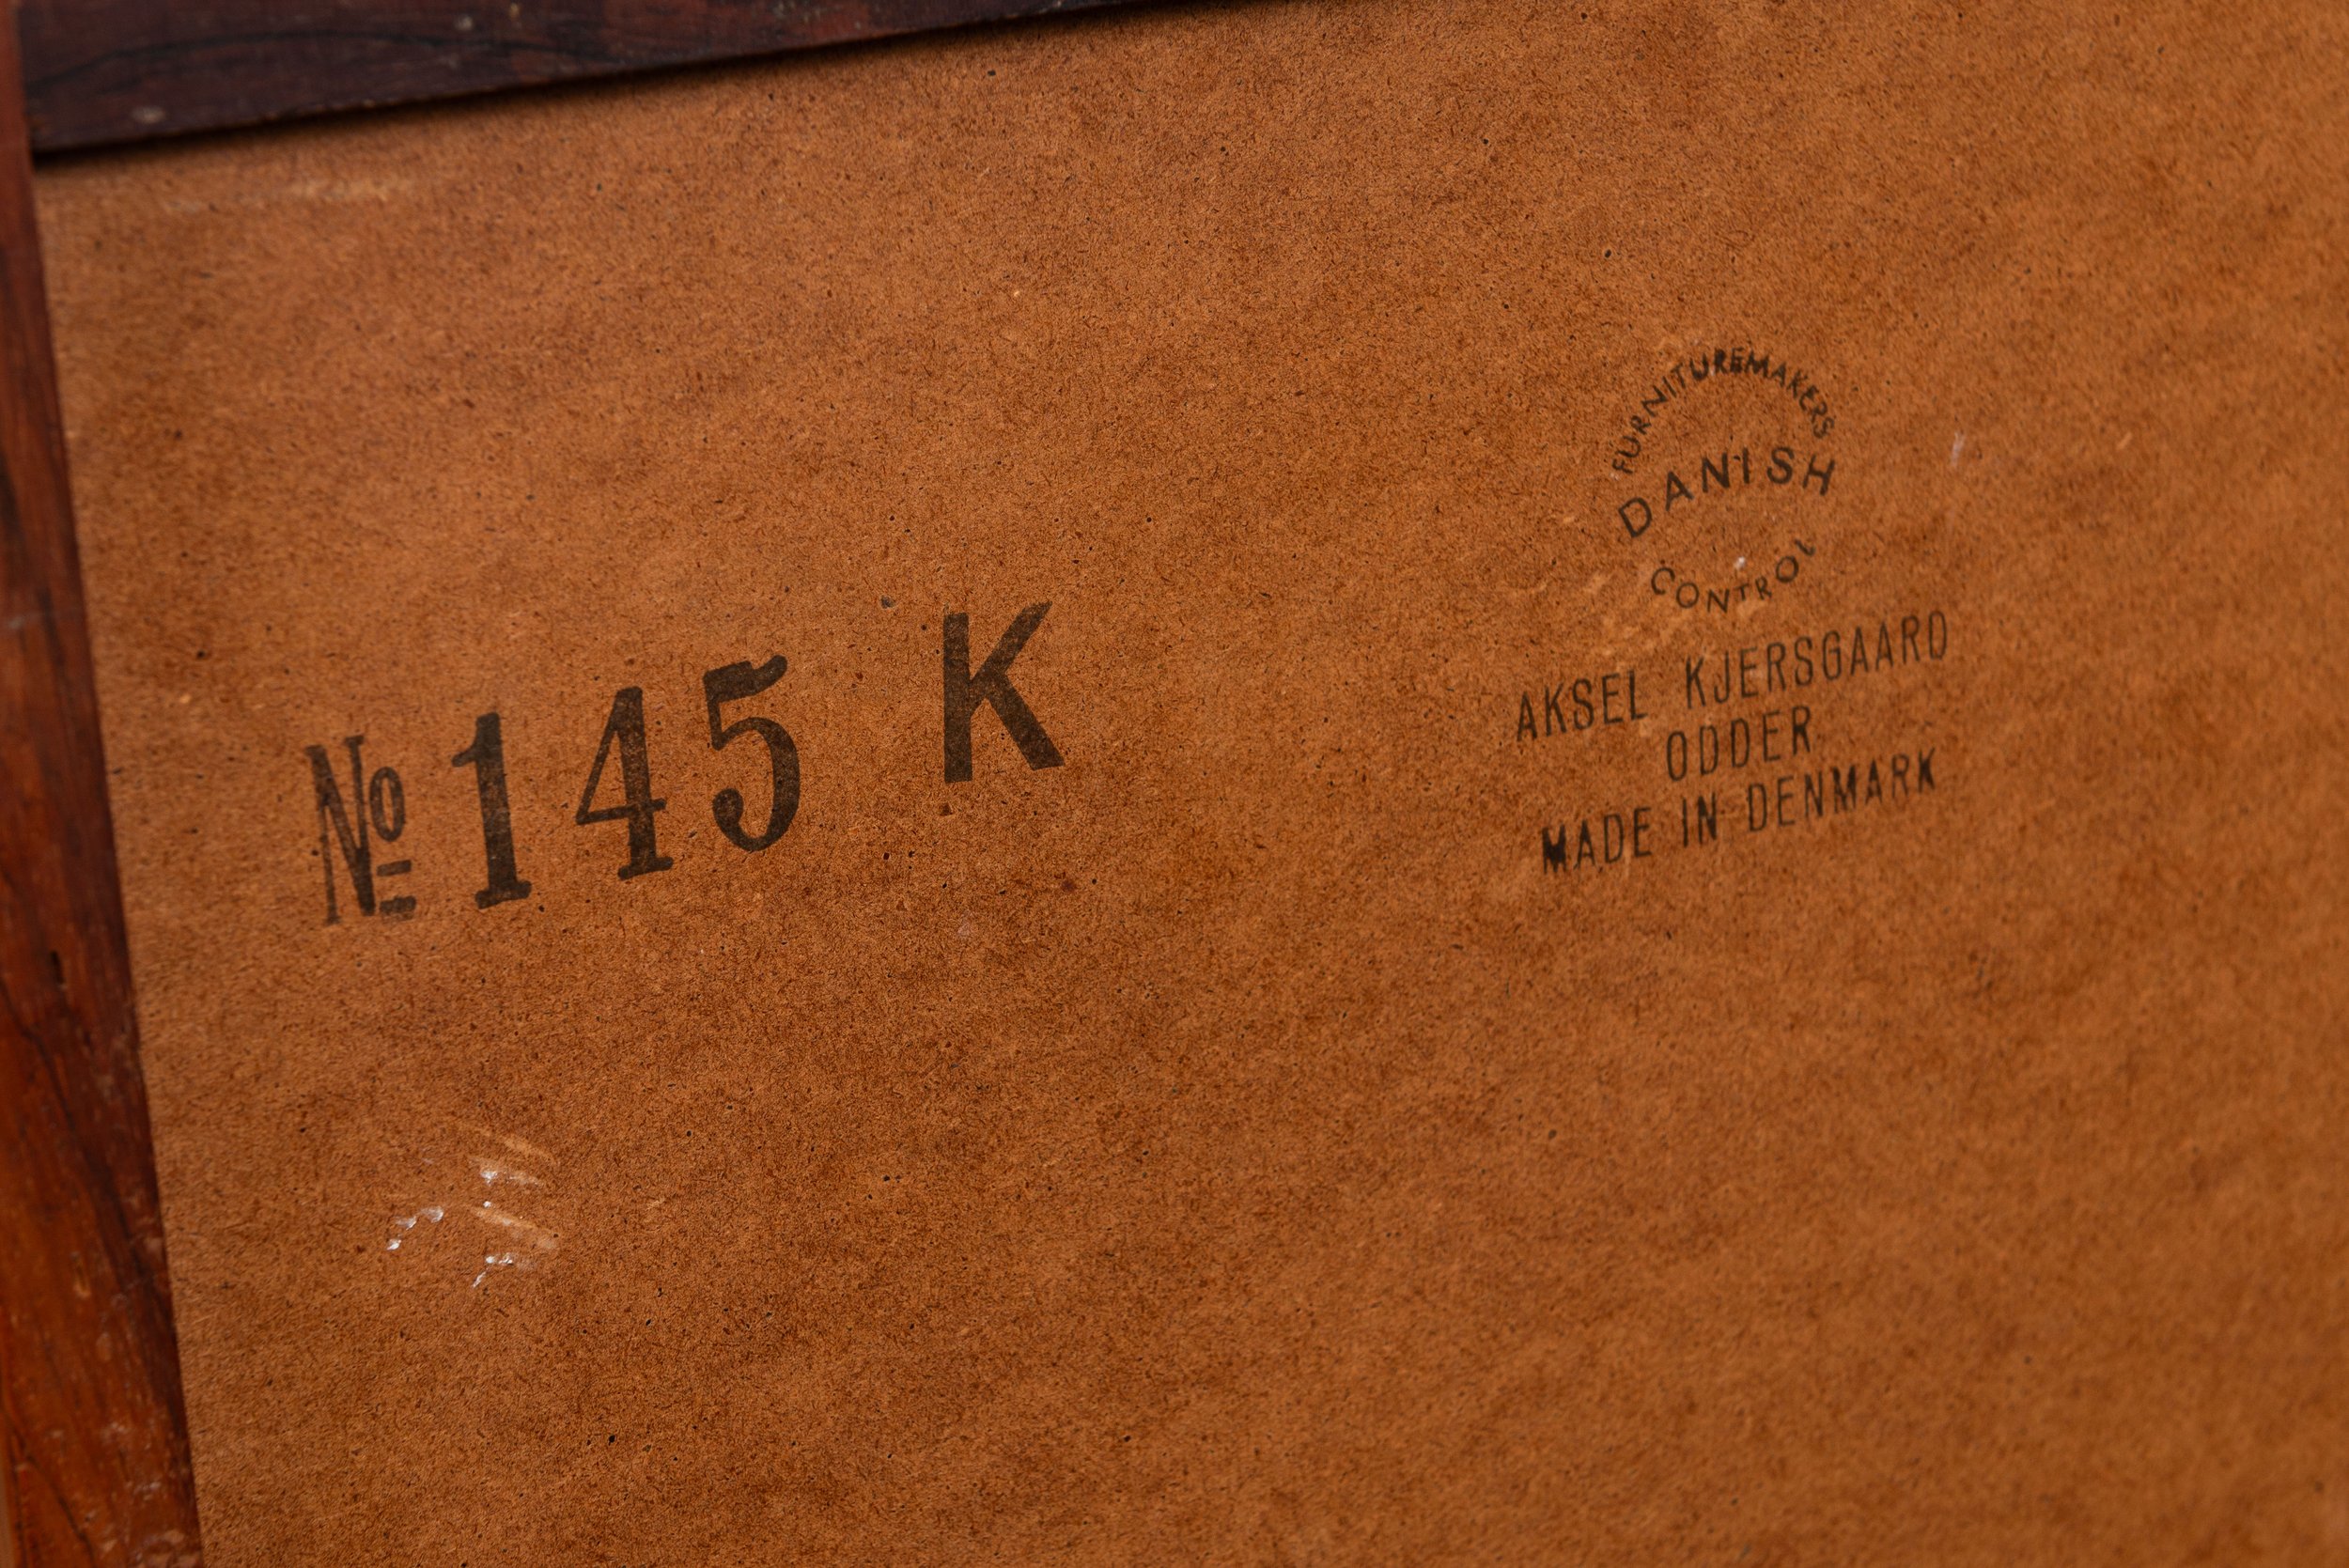 № 145 K
FURNITUREMAKERS
DANISH
CONTROL
AKSEL KJERSGAARD
ODDER
MADE IN DENMARK